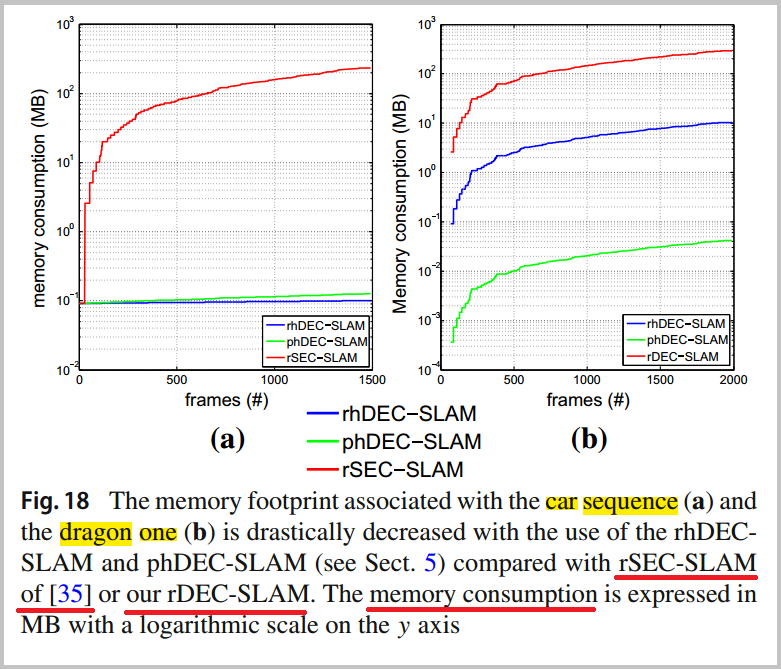 10³
10²
10¹
10⁰
10⁻¹
10⁻²
memory consumption (MB)
0
500
1000
1500
frames (#)
rhDEC−SLAM
phDEC−SLAM
rSEC−SLAM
(a)
10³
10²
10¹
10⁰
10⁻¹
10⁻²
10⁻³
10⁻⁴
Memory consumption (MB)
0
500
1000
1500
2000
frames (#)
rhDEC−SLAM
phDEC−SLAM
rDEC−SLAM
(b)
rhDEC−SLAM
phDEC−SLAM
rSEC−SLAM
Fig. 18 The memory footprint associated with the car sequence (a) and
the dragon one (b) is drastically decreased with the use of the rhDEC-
SLAM and phDEC-SLAM (see Sect. 5) compared with rSEC-SLAM
of [35] or our rDEC-SLAM. The memory consumption is expressed in
MB with a logarithmic scale on the y axis